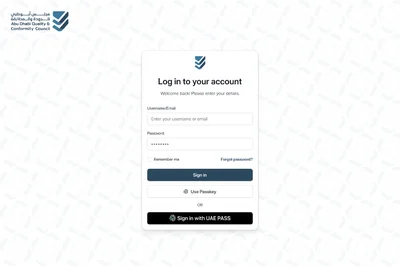 مجلس أبوظبي
للجودة والمطابقة
Abu Dhabi Quality &
Conformity Council
Log in to your account
Welcome back! Please enter your details.
Username/Email
Enter your username or email
Password
••••••••
Remember me
Forgot password?
Sign in
Use Passkey
OR
Sign in with UAE PASS